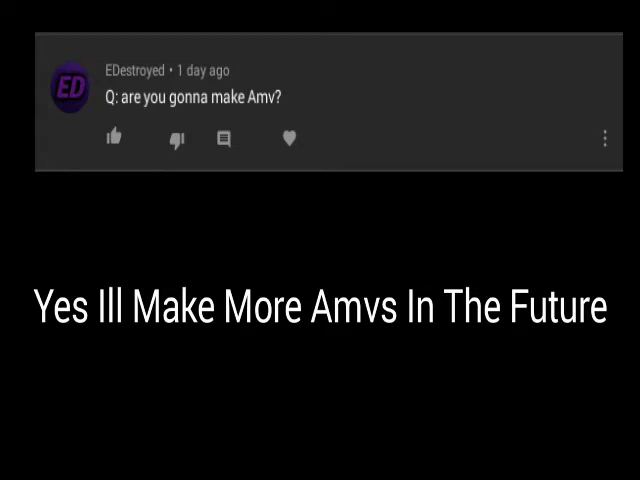 ED
EDestroyed • 1 day ago
Q: are you gonna make Amv?
Yes Ill Make More Amvs In The Future